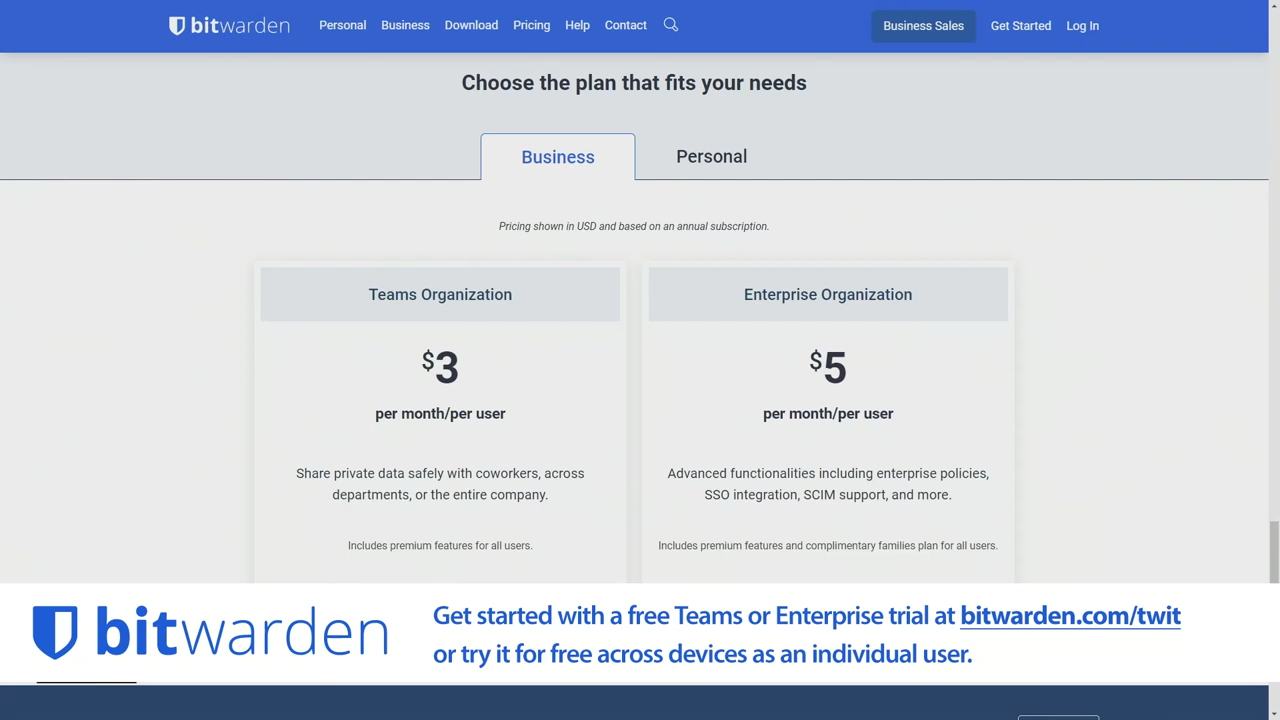 bitwarden Personal Business Download Pricing Help Contact Business Sales Get Started Log In
Choose the plan that fits your needs
Business Personal
Pricing shown in USD and based on an annual subscription.
Teams Organization
$3
per month/per user
Share private data safely with coworkers, across
departments, or the entire company.
Includes premium features for all users.
Enterprise Organization
$5
per month/per user
Advanced functionalities including enterprise policies,
SSO integration, SCIM support, and more.
Includes premium features and complimentary families plan for all users.
bitwarden
Get started with a free Teams or Enterprise trial at bitwarden.com/twit
or try it for free across devices as an individual user.